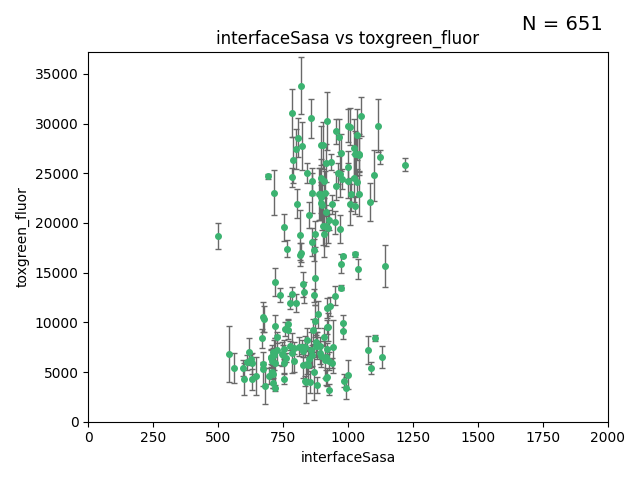 N = 651
interfaceSasa vs toxgreen_fluor
toxgreen_fluor
35000
30000
25000
20000
15000
10000
5000
0
0 250 500 750 1000 1250 1500 1750 2000
interfaceSasa